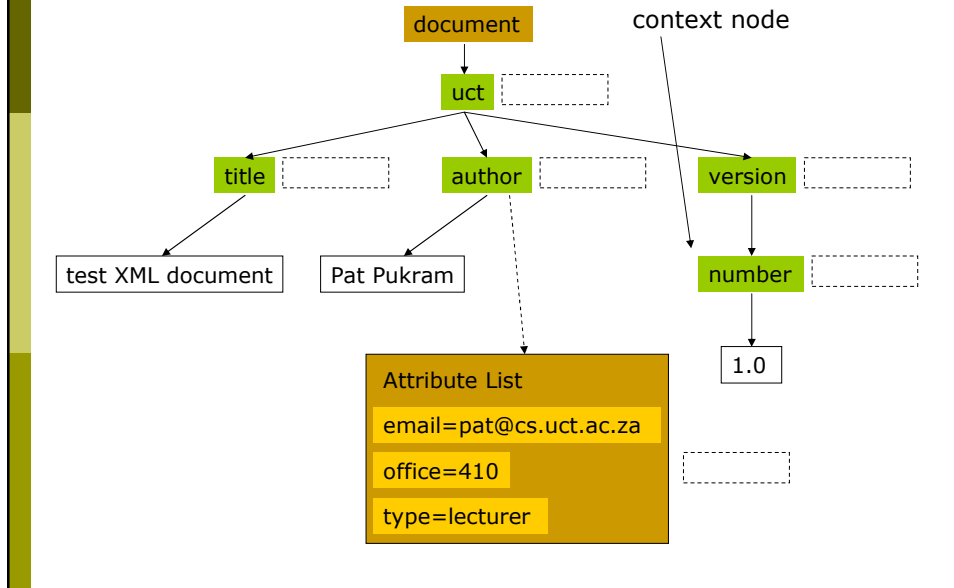 document
context node
uct
title
author
version
test XML document
Pat Pukram
number
1.0
Attribute List
email=pat@cs.uct.ac.za
office=410
type=lecturer